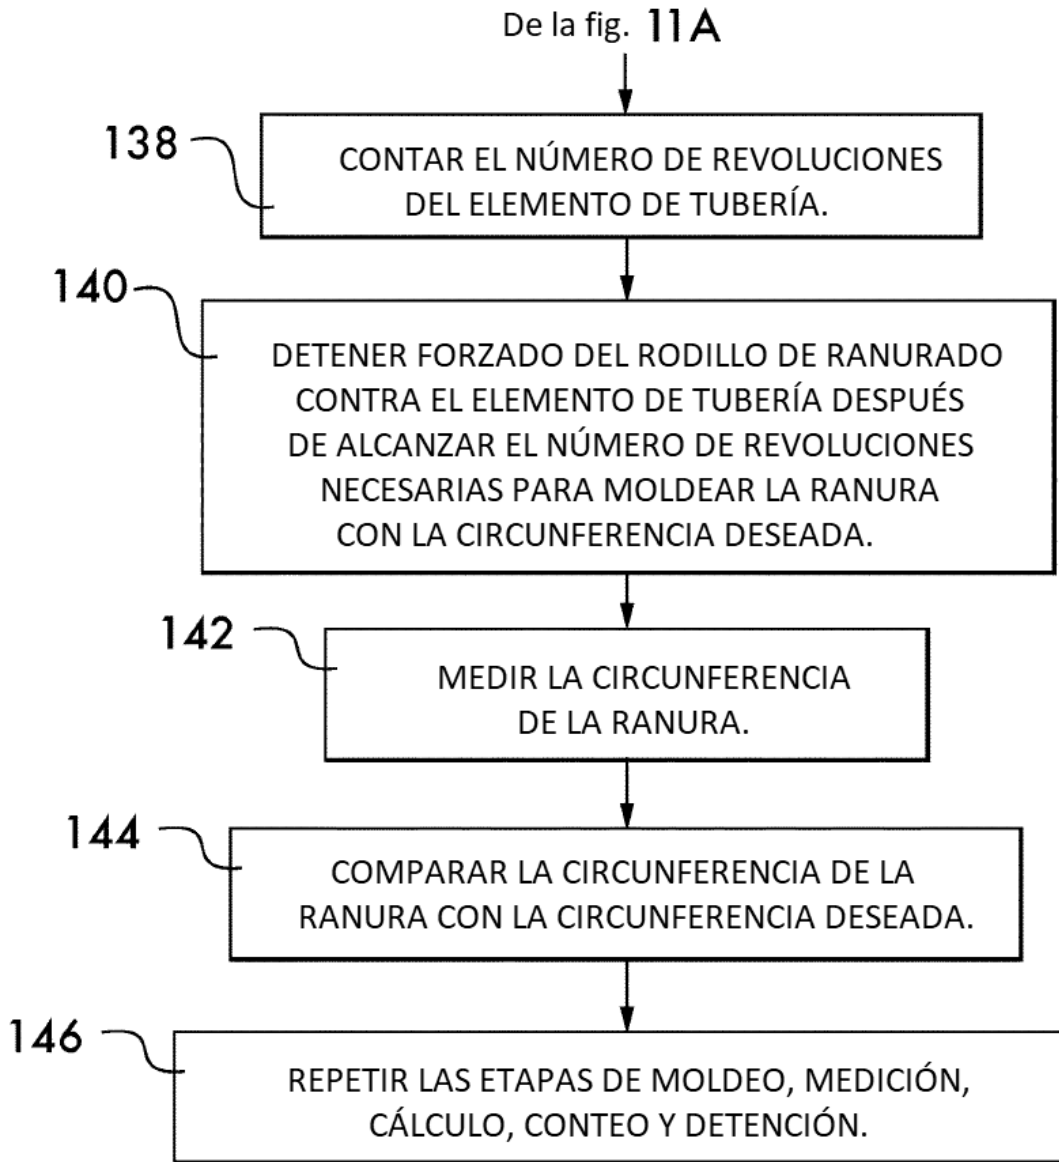 De la fig. 11A
138
CONTAR EL NÚMERO DE REVOLUCIONES
DEL ELEMENTO DE TUBERÍA.
140
DETENER FORZADO DEL RODILLO DE RANURADO
CONTRA EL ELEMENTO DE TUBERÍA DESPUÉS
DE ALCANZAR EL NÚMERO DE REVOLUCIONES
NECESARIAS PARA MOLDEAR LA RANURA
CON LA CIRCUNFERENCIA DESEADA.
142
MEDIR LA CIRCUNFERENCIA
DE LA RANURA.
144
COMPARAR LA CIRCUNFERENCIA DE LA
RANURA CON LA CIRCUNFERENCIA DESEADA.
146
REPETIR LAS ETAPAS DE MOLDEO, MEDICIÓN,
CÁLCULO, CONTEO Y DETENCIÓN.